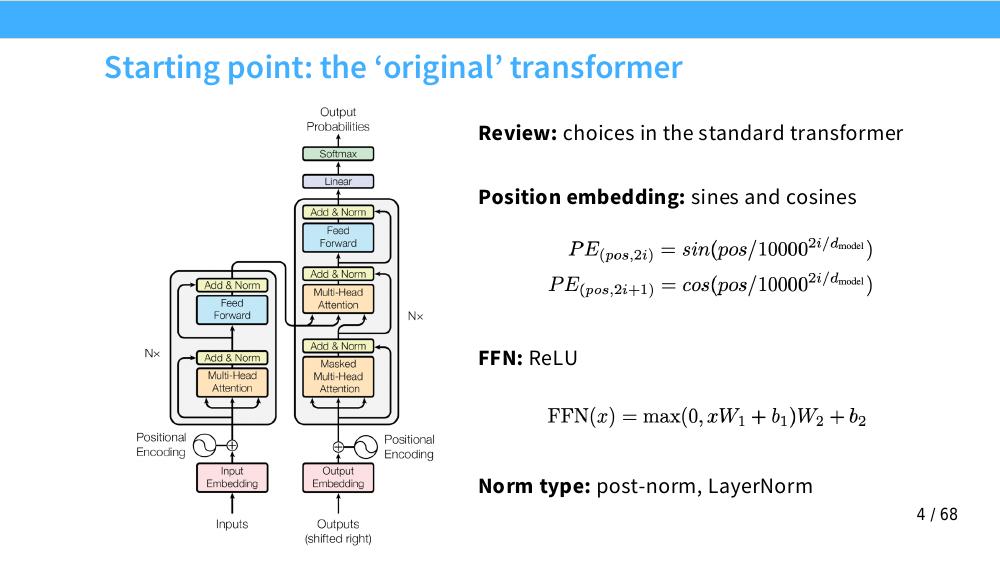 Starting point: the ‘original’ transformer
Output
Probabilities
Softmax
Linear
Add & Norm
Feed
Forward
Add & Norm
Multi-Head
Attention
Add & Norm
Masked
Multi-Head
Attention
N×
Add & Norm
Feed
Forward
Add & Norm
Multi-Head
Attention
N×
Positional
Encoding
Positional
Encoding
Input
Embedding
Output
Embedding
Inputs
Outputs
(shifted right)
Review: choices in the standard transformer
Position embedding: sines and cosines
PE_{(pos,2i)} = sin(pos/10000^{2i/d_{model}})
PE_{(pos,2i+1)} = cos(pos/10000^{2i/d_{model}})
FFN: ReLU
FFN(x) = max(0, xW_1 + b_1)W_2 + b_2
Norm type: post-norm, LayerNorm
4 / 68